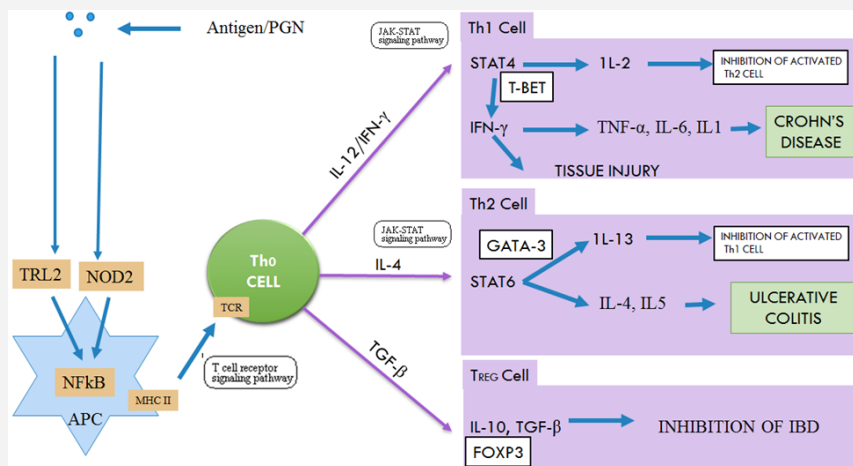 Antigen/PGN
TRL2
NOD2
NFkB
MHC II
APC
Th0
CELL
TCR
T cell receptor
signaling pathway
JAK-STAT
signaling pathway
IL-12/IFN-γ
JAK-STAT
signaling pathway
IL-4
TGF-β
Th1 Cell
STAT4
1L-2
INHIBITION OF ACTIVATED
Th2 CELL
T-BET
IFN-γ
TNF-α, IL-6, IL1
CROHN'S
DISEASE
TISSUE INJURY
Th2 Cell
GATA-3
1L-13
INHIBITION OF ACTIVATED
Th1 CELL
STAT6
IL-4, IL5
ULCERATIVE
COLITIS
TREG Cell
IL-10, TGF-β
INHIBITION OF IBD
FOXP3